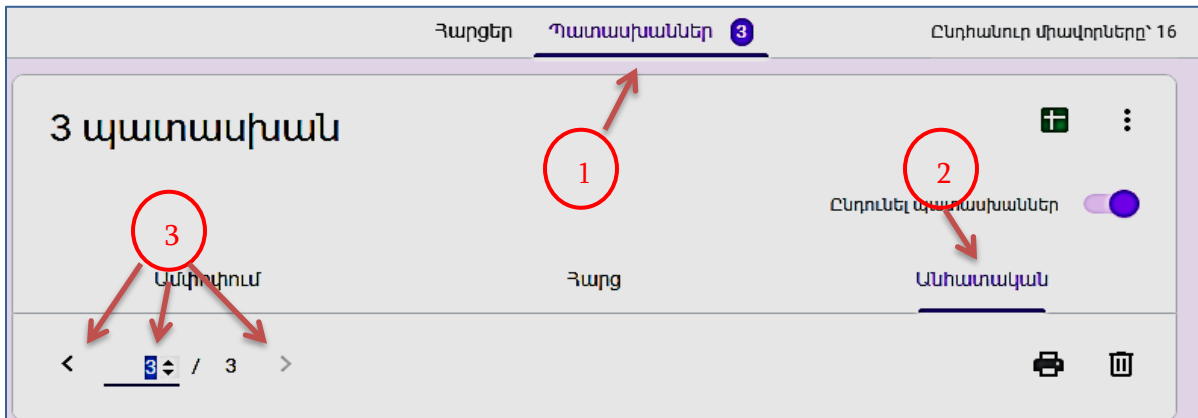 Հարցեր Պատասխաններ 3 Ընդհանուր միավորները՝ 16
3 պատասխան
1
2
Ընդունել պատասխաններ
3
Ամփոփում Հարց Անհատական
3 / 3